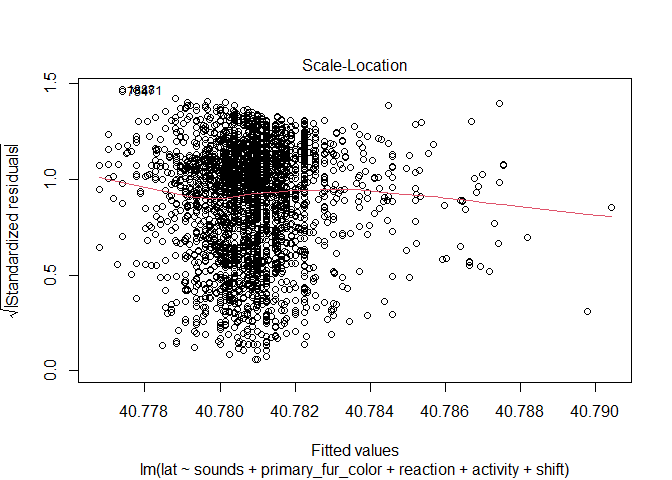 Scale-Location
√|Standardized residuals|
1.5
1.0
0.5
0.0
40.778 40.780 40.782 40.784 40.786 40.788 40.790
Fitted values
lm(lat ~ sounds + primary_fur_color + reaction + activity + shift)